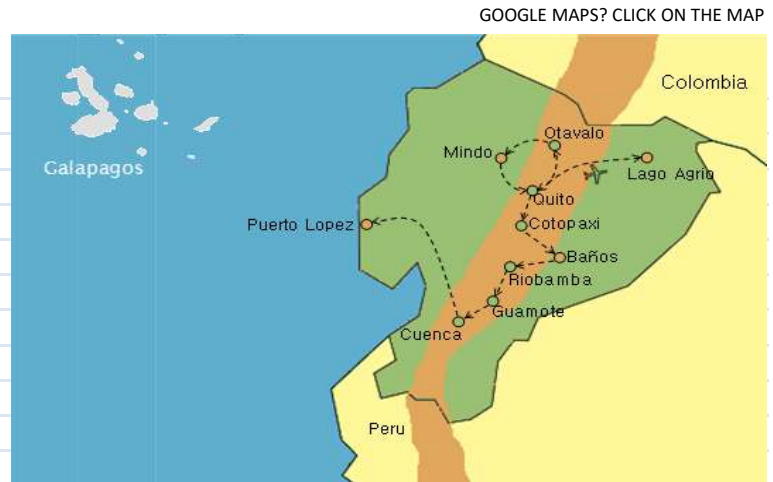 GOOGLE MAPS? CLICK ON THE MAP
Colombia
Otavalo
Mindo
Lago Agrio
Galapagos
Quito
Puerto Lopez
Cotopaxi
Baños
Riobamba
Guamote
Cuenca
Peru